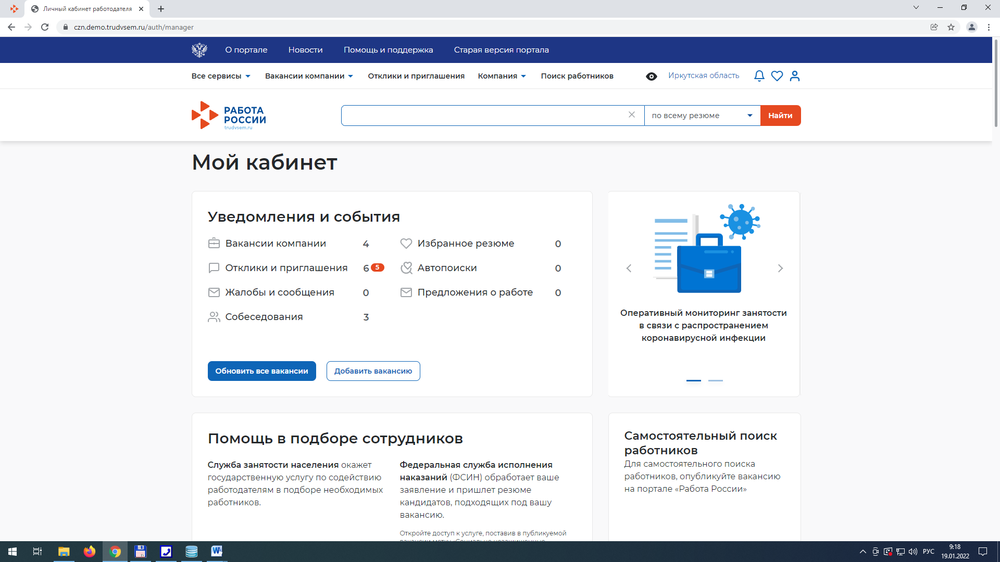 Личный кабинет работодателя
czn.demo.trudvsem.ru/auth/manager
О портале Новости Помощь и поддержка Старая версия портала
Все сервисы Вакансии компании Отклики и приглашения Компания Поиск работников Иркутская область
РАБОТА
РОССИИ
trudvsem.ru
по всему резюме Найти
Мой кабинет
Уведомления и события
Вакансии компании 4
Избранное резюме 0
Отклики и приглашения 6 5
Автопоиски 0
Жалобы и сообщения 0
Предложения о работе 0
Собеседования 3
Обновить все вакансии Добавить вакансию
Оперативный мониторинг занятости
в связи с распространением
коронавирусной инфекции
Помощь в подборе сотрудников
Служба занятости населения окажет
государственную услугу по содействию
работодателям в подборе необходимых
работников.
Федеральная служба исполнения
наказаний (ФСИН) обработает ваше
заявление и пришлет резюме
кандидатов, подходящих под вашу
вакансию.
Откройте доступ к услуге, поставив в публикуемой
Самостоятельный поиск
работников
Для самостоятельного поиска
работников, опубликуйте вакансию
на портале «Работа России»
РУС
9:18
19.01.2022